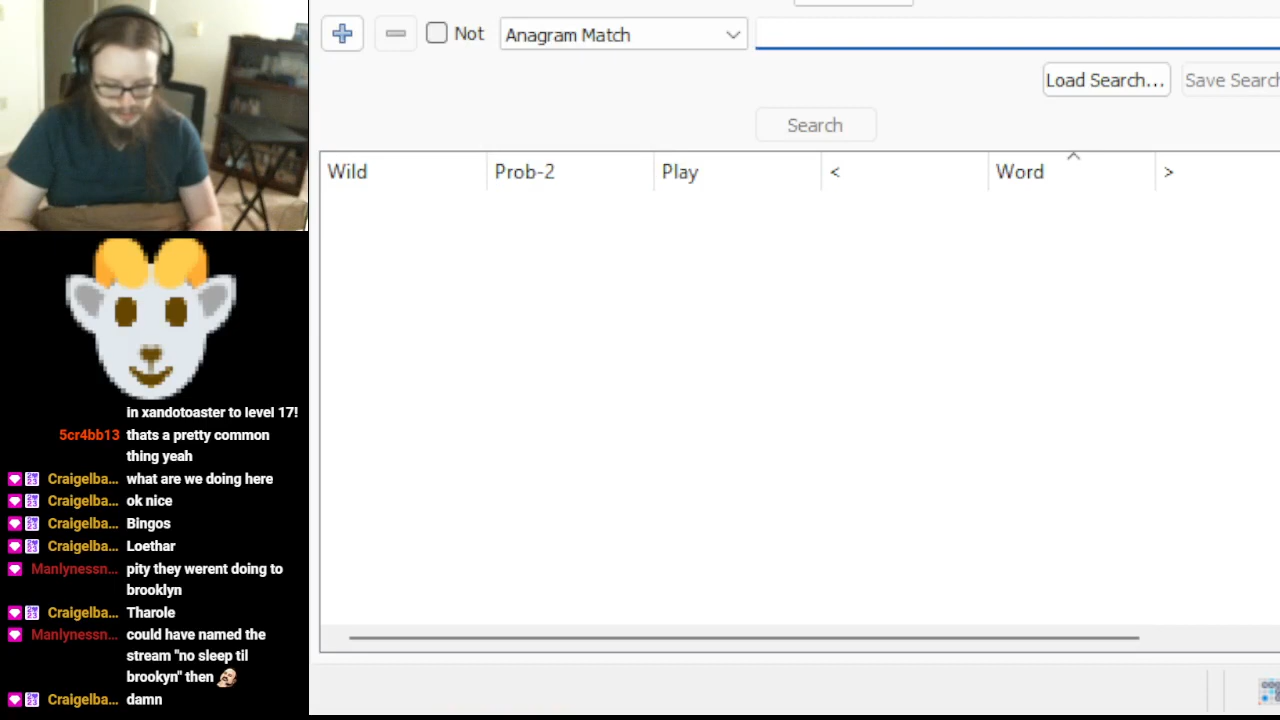 Not
Anagram Match
Load Search...
Save Search
Search
Wild Prob-2 Play < Word >
in xandotoaster to level 17!
5cr4bb13 thats a pretty common
thing yeah
Craigelba... what are we doing here
Craigelba... ok nice
Craigelba... Bingos
Craigelba... Loethar
Manlynessn... pity they werent doing to
brooklyn
Craigelba... Tharole
Manlynessn... could have named the
stream "no sleep til
brookyn" then
Craigelba... damn